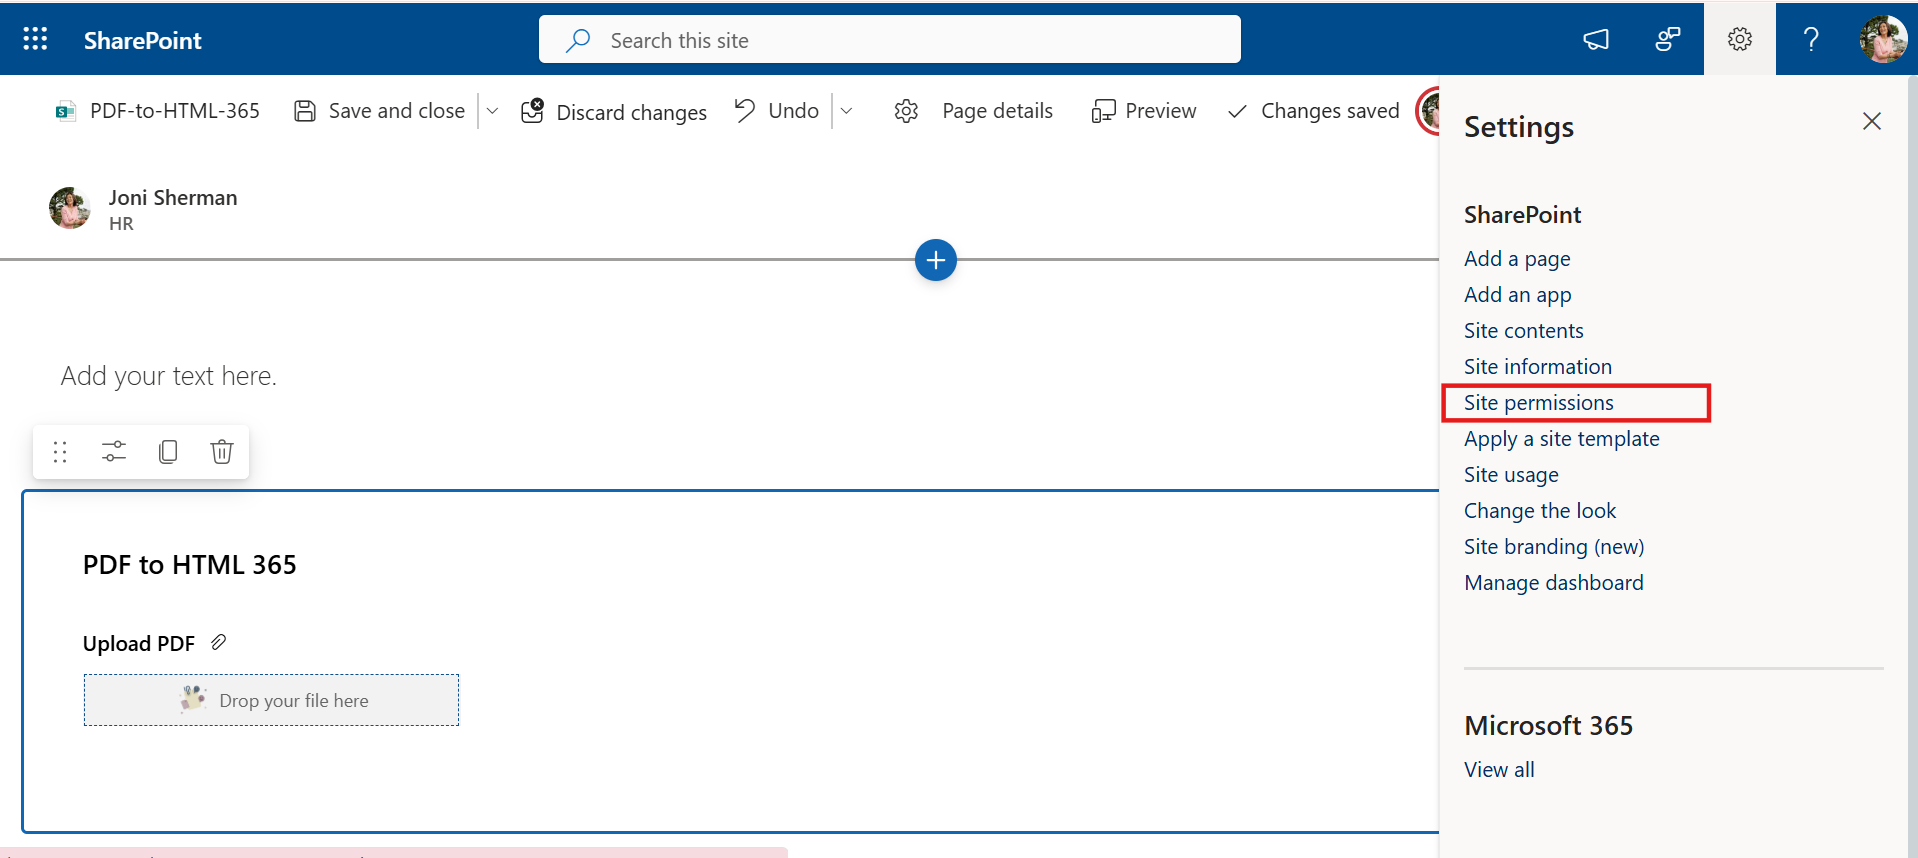 SharePoint
Search this site
PDF-to-HTML-365
Save and close
Discard changes
Undo
Page details
Preview
Changes saved
Joni Sherman
HR
Add your text here.
PDF to HTML 365
Upload PDF
Drop your file here
Settings
SharePoint
Add a page
Add an app
Site contents
Site information
Site permissions
Apply a site template
Site usage
Change the look
Site branding (new)
Manage dashboard
Microsoft 365
View all